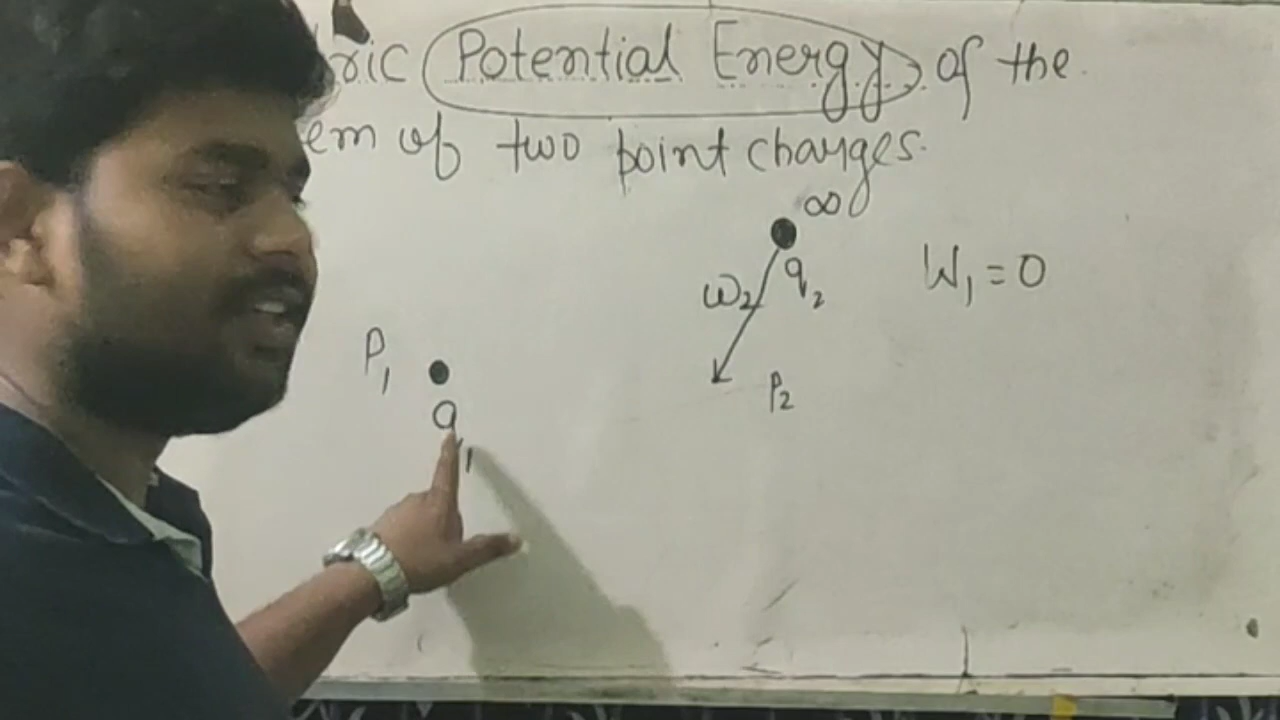 ric Potential Energy of the
em of two point charges.
∞
q2
W2
W1 = 0
P1
P2
q1